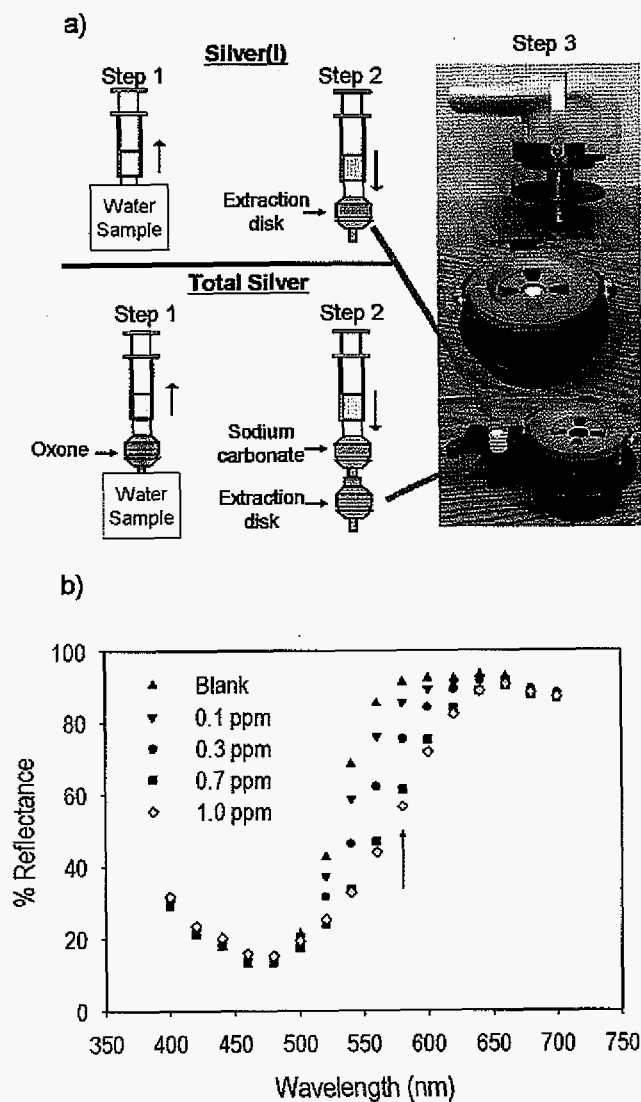 a)
Silver(I)
Step 1
Step 2
Step 3
Water
Sample
Extraction
disk
Total Silver
Step 1
Step 2
Oxone
Sodium
carbonate
Water
Sample
Extraction
disk
b)
100
80
60
40
20
0
% Reflectance
Blank
0.1 ppm
0.3 ppm
0.7 ppm
1.0 ppm
350 400 450 500 550 600 650 700 750
Wavelength (nm)